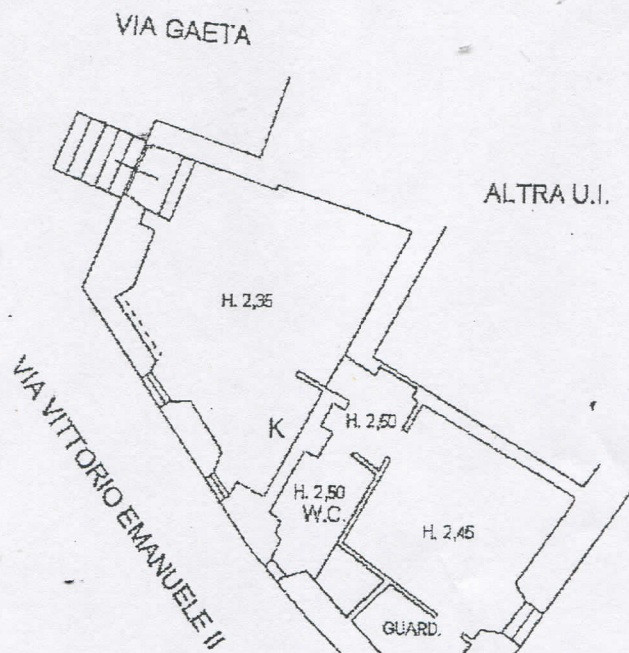 VIA GAETA
ALTRA U.I.
H. 2,35
VIA VITTORIO EMANUELE II
K
H. 2,50
H. 2,50
W.C.
H. 2,45
GUARD.